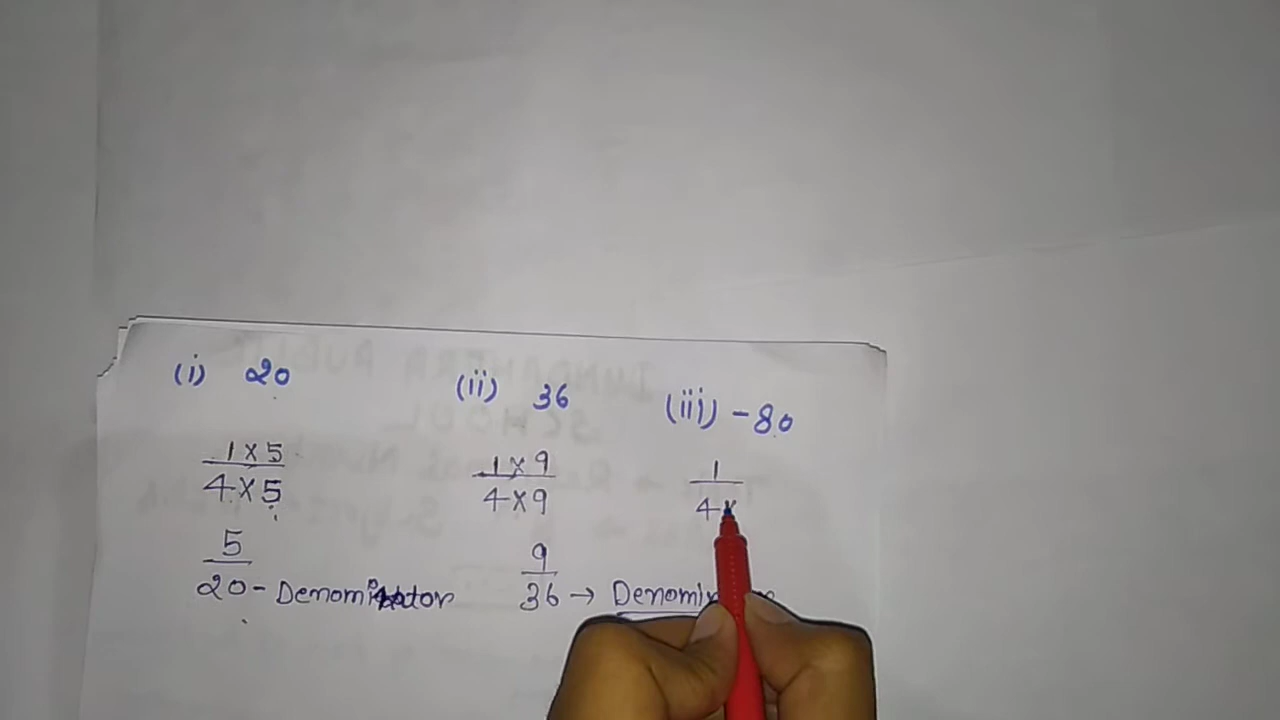 (i) 20
1 x 5
4 x 5
5
20 - Denominator
(ii) 36
1 x 9
4 x 9
9
36 → 
(iii) - 80
1
4 x